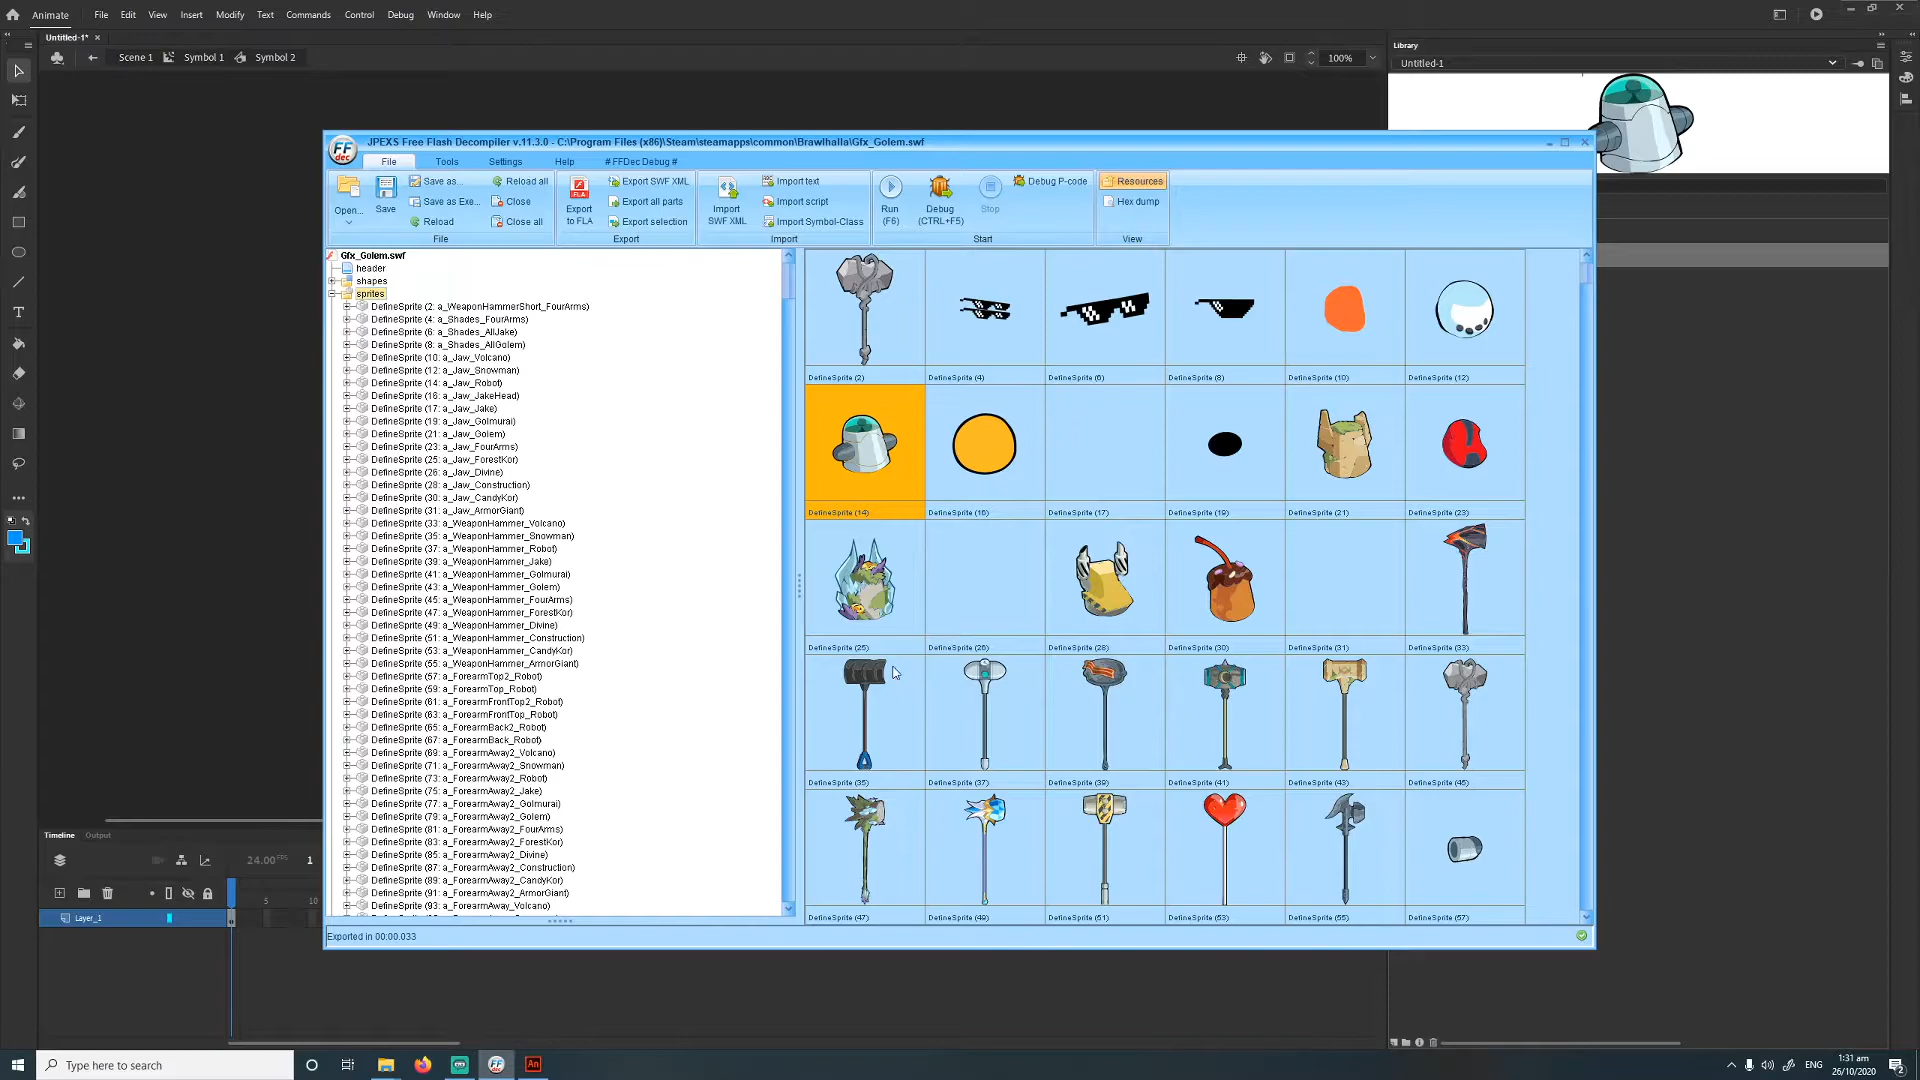 Animate
File
Edit
View
Insert
Modify
Text
Commands
Control
Debug
Window
Help
Untitled-1*
Scene 1
Symbol 1
Symbol 2
100%
Library
Untitled-1
JPEXS Free Flash Decompiler v.11.3.0 - C:\Program Files (x86)\Steam\steamapps\common\Brawlhalla\Gfx_Golem.swf
File
Tools
Settings
Help
# FFDec Debug #
Open...
Save
Save as...
Save as Exe...
Reload
Reload all
Close
Close all
File
Export to FLA
Export SWF XML
Export all parts
Export selection
Export
Import SWF XML
Import text
Import script
Import Symbol-Class
Import
Run (F6)
Debug (CTRL+F5)
Stop
Debug P-code
Start
Resources
Hex dump
View
Gfx_Golem.swf
header
shapes
sprites
DefineSprite (2: a_WeaponHammerShort_FourArms)
DefineSprite (4: a_Shades_FourArms)
DefineSprite (6: a_Shades_AllJake)
DefineSprite (8: a_Shades_AllGolem)
DefineSprite (10: a_Jaw_Volcano)
DefineSprite (12: a_Jaw_Snowman)
DefineSprite (14: a_Jaw_Robot)
DefineSprite (16: a_Jaw_JakeHead)
DefineSprite (17: a_Jaw_Jake)
DefineSprite (19: a_Jaw_Golmurai)
DefineSprite (21: a_Jaw_Golem)
DefineSprite (23: a_Jaw_FourArms)
DefineSprite (25: a_Jaw_ForestKor)
DefineSprite (26: a_Jaw_Divine)
DefineSprite (28: a_Jaw_Construction)
DefineSprite (30: a_Jaw_CandyKor)
DefineSprite (31: a_Jaw_ArmorGiant)
DefineSprite (33: a_WeaponHammer_Volcano)
DefineSprite (35: a_WeaponHammer_Snowman)
DefineSprite (37: a_WeaponHammer_Robot)
DefineSprite (39: a_WeaponHammer_Jake)
DefineSprite (41: a_WeaponHammer_Golmurai)
DefineSprite (43: a_WeaponHammer_Golem)
DefineSprite (45: a_WeaponHammer_FourArms)
DefineSprite (47: a_WeaponHammer_ForestKor)
DefineSprite (49: a_WeaponHammer_Divine)
DefineSprite (51: a_WeaponHammer_Construction)
DefineSprite (53: a_WeaponHammer_CandyKor)
DefineSprite (55: a_WeaponHammer_ArmorGiant)
DefineSprite (57: a_ForearmTop2_Robot)
DefineSprite (59: a_ForearmTop_Robot)
DefineSprite (61: a_ForearmFrontTop2_Robot)
DefineSprite (63: a_ForearmFrontTop_Robot)
DefineSprite (65: a_ForearmBack2_Robot)
DefineSprite (67: a_ForearmBack_Robot)
DefineSprite (69: a_ForearmAway2_Volcano)
DefineSprite (71: a_ForearmAway2_Snowman)
DefineSprite (73: a_ForearmAway2_Robot)
DefineSprite (75: a_ForearmAway2_Jake)
DefineSprite (77: a_ForearmAway2_Golmurai)
DefineSprite (79: a_ForearmAway2_Golem)
DefineSprite (81: a_ForearmAway2_FourArms)
DefineSprite (83: a_ForearmAway2_ForestKor)
DefineSprite (85: a_ForearmAway2_Divine)
DefineSprite (87: a_ForearmAway2_Construction)
DefineSprite (89: a_ForearmAway2_CandyKor)
DefineSprite (91: a_ForearmAway2_ArmorGiant)
DefineSprite (93: a_ForearmAway_Volcano)
DefineSprite (2)
DefineSprite (4)
DefineSprite (6)
DefineSprite (8)
DefineSprite (10)
DefineSprite (12)
DefineSprite (14)
DefineSprite (16)
DefineSprite (17)
DefineSprite (19)
DefineSprite (21)
DefineSprite (23)
DefineSprite (25)
DefineSprite (26)
DefineSprite (28)
DefineSprite (30)
DefineSprite (31)
DefineSprite (33)
DefineSprite (35)
DefineSprite (37)
DefineSprite (39)
DefineSprite (41)
DefineSprite (43)
DefineSprite (45)
DefineSprite (47)
DefineSprite (49)
DefineSprite (51)
DefineSprite (53)
DefineSprite (55)
DefineSprite (57)
Exported in 00:00.033
Timeline
Output
24.00 FPS
1
5
10
Layer_1
Type here to search
ENG
1:31 am
26/10/2020